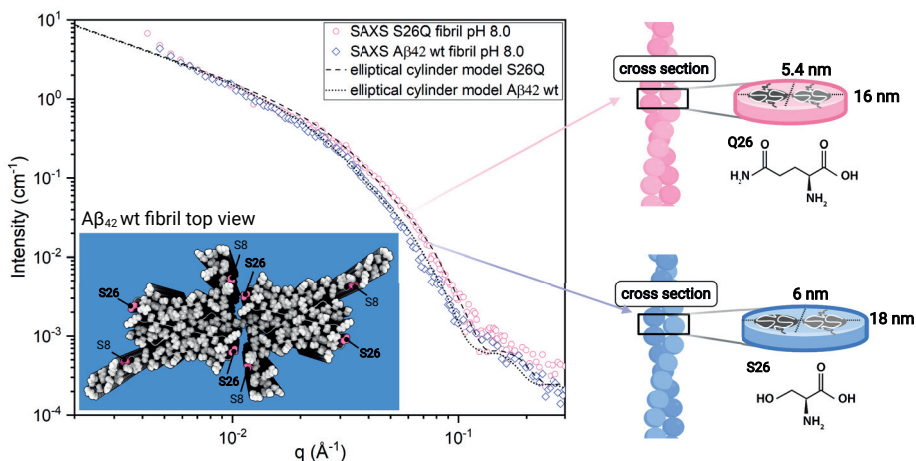 SAXS S26Q fibril pH 8.0
SAXS Aβ42 wt fibril pH 8.0
elliptical cylinder model S26Q
elliptical cylinder model Aβ42 wt
Intensity (cm⁻¹)
10¹
10⁰
10⁻¹
10⁻²
10⁻³
10⁻⁴
10⁻²
10⁻¹
q (Å⁻¹)
Aβ₄₂ wt fibril top view
S8
S26
S26
S8
S8
S26
S26
S8
cross section
5.4 nm
16 nm
Q26
O
O
H₂N
OH
NH₂
cross section
6 nm
18 nm
S26
O
HO
OH
NH₂